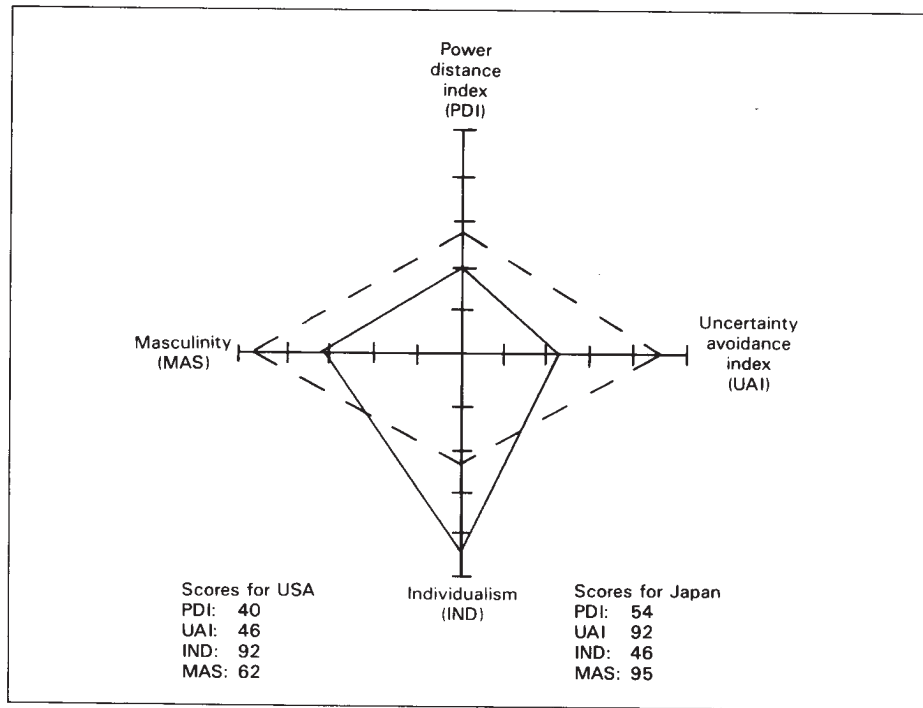 Power
distance
index
(PDI)
Masculinity
(MAS)
Uncertainty
avoidance
index
(UAI)
Individualism
(IND)
Scores for USA
PDI: 40
UAI: 46
IND: 92
MAS: 62
Scores for Japan
PDI: 54
UAI 92
IND: 46
MAS: 95